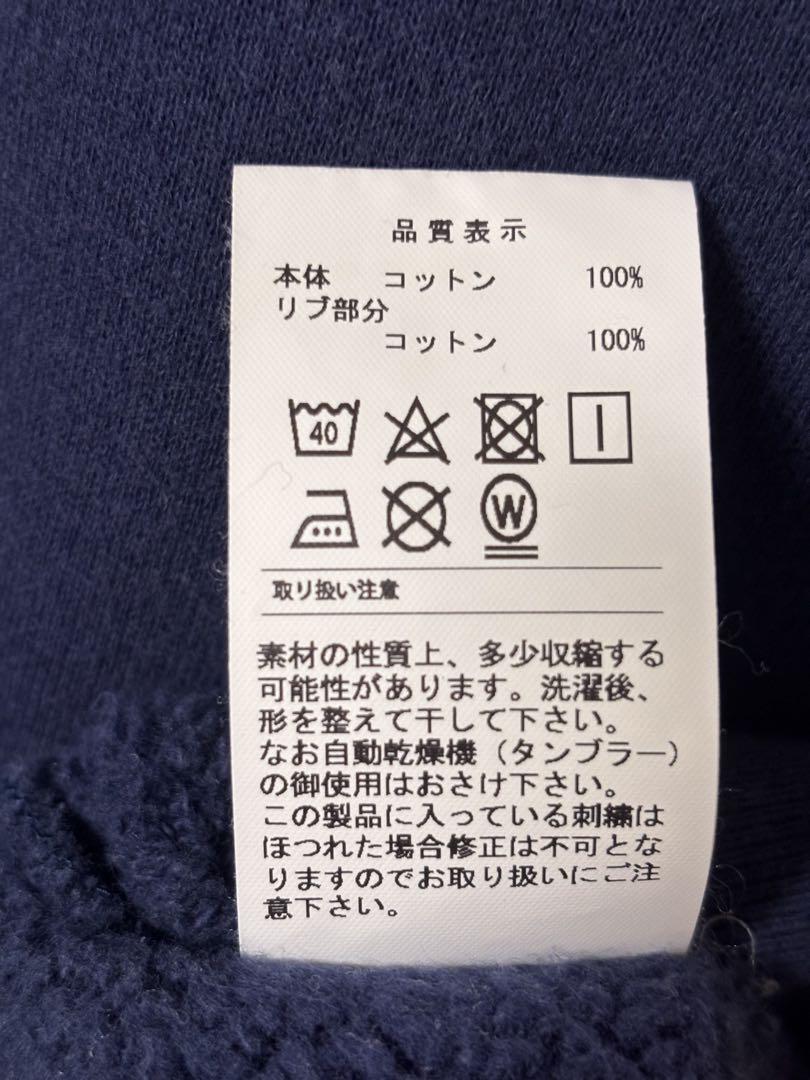 品質表示
本体 コットン 100%
リブ部分
コットン 100%
40
W
取り扱い注意
素材の性質上、多少収縮する
可能性があります。洗濯後、
形を整えて干して下さい。
なお自動乾燥機（タンブラー）
の御使用はおさけ下さい。
この製品に入っている刺繍は
ほつれた場合修正は不可とな
りますのでお取り扱いにご注
意下さい。